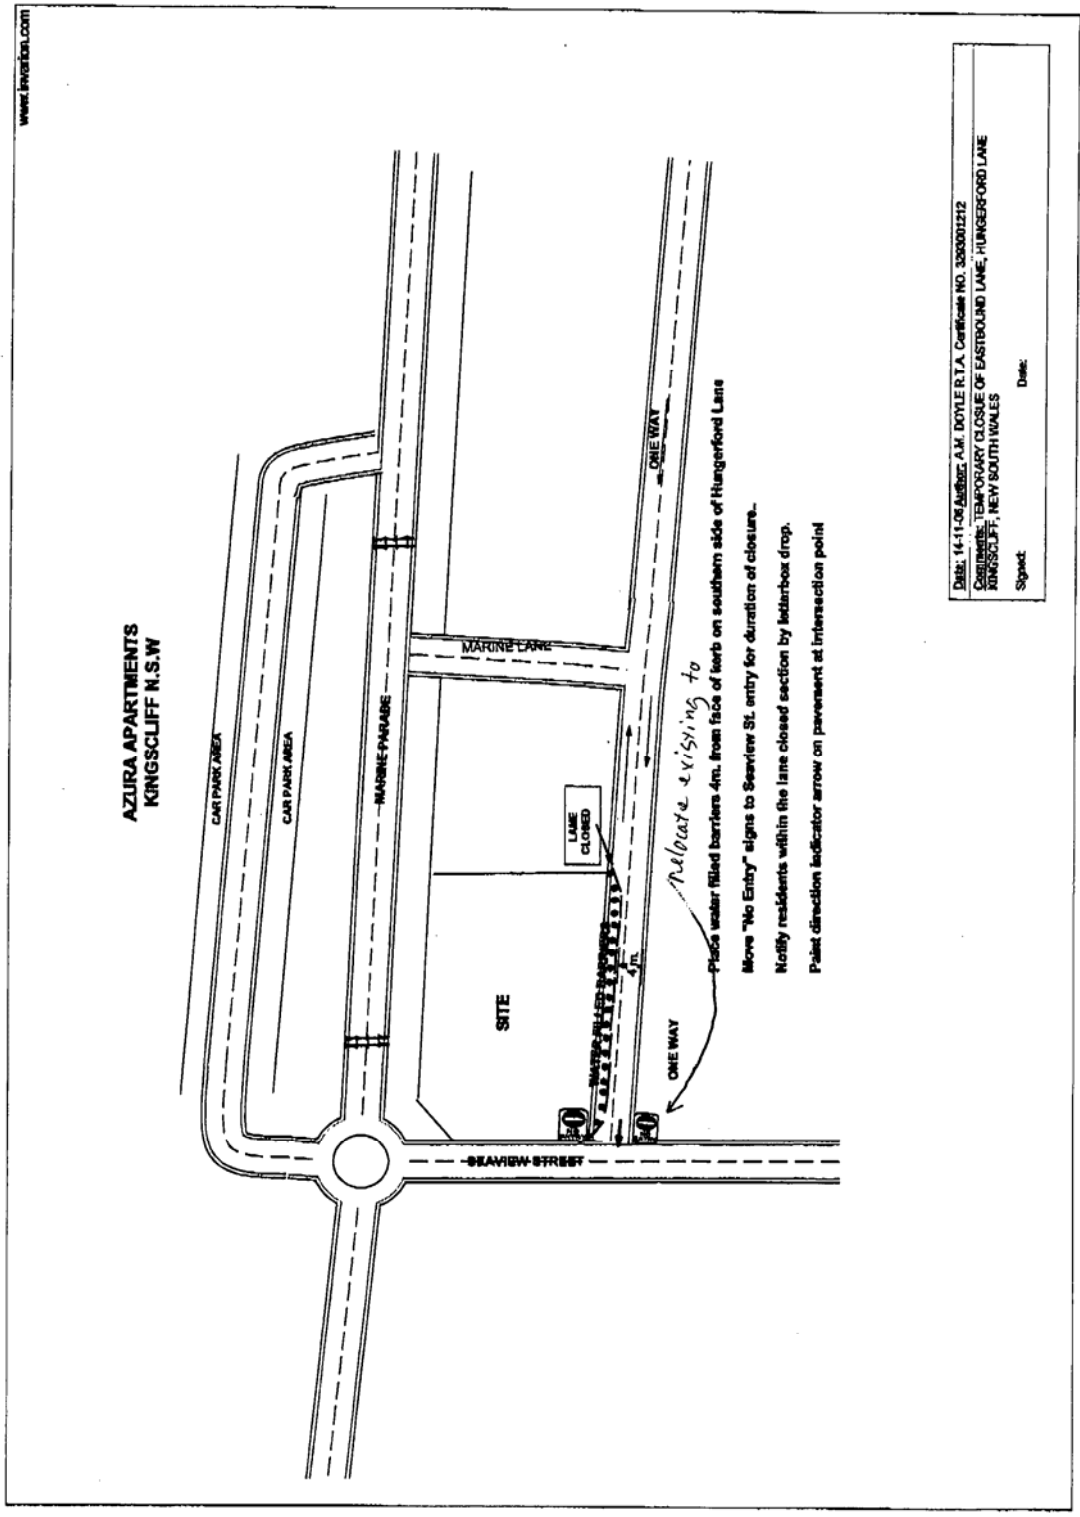 www.invarion.com
AZURA APARTMENTS
KINGSCLIFF N.S.W
CAR PARK AREA
CAR PARK AREA
MARINE PARADE
MARINE LANE
SITE
LANE
CLOSED
WATER FILLED BARRIERS
4 m.
ONE WAY
ONE WAY
SEAVIEW STREET
relocate existing to
Place water filled barriers 4m. from face of kerb on southern side of Hungerford Lane
Move "No Entry" signs to Seaview St. entry for duration of closure..
Notify residents within the lane closed section by letterbox drop.
Paint direction indicator arrow on pavement at intersection point
Date: 14-11-06 Author: A.M. DOYLE R.T.A. Certificate NO. 3293001212
Comments: TEMPORARY CLOSUE OF EASTBOUND LANE, HUNGERFORD LANE
KINGSCLIFF, NEW SOUTH WALES
Signed: Date: